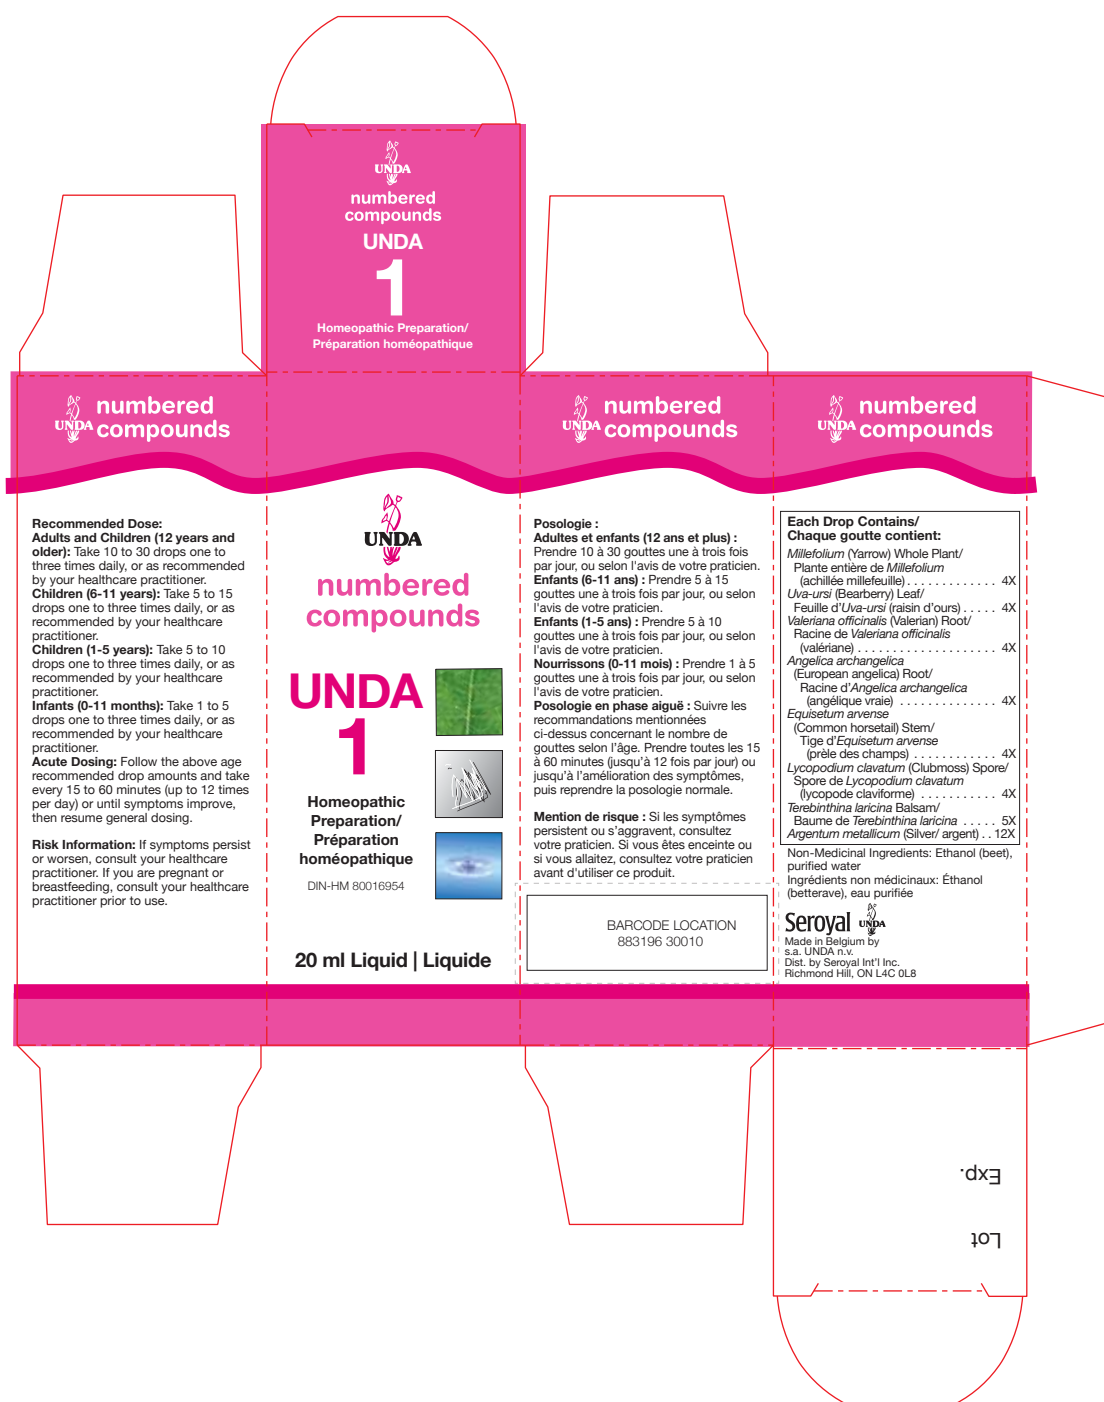 UNDA
numbered
compounds
UNDA
1
Homeopathic Preparation/
Préparation homéopathique
UNDA
numbered
compounds
UNDA
numbered
compounds
UNDA
numbered
compounds
Recommended Dose:
Adults and Children (12 years and
older): Take 10 to 30 drops one to
three times daily, or as recommended
by your healthcare practitioner.
Children (6-11 years): Take 5 to 15
drops one to three times daily, or as
recommended by your healthcare
practitioner.
Children (1-5 years): Take 5 to 10
drops one to three times daily, or as
recommended by your healthcare
practitioner.
Infants (0-11 months): Take 1 to 5
drops one to three times daily, or as
recommended by your healthcare
practitioner.
Acute Dosing: Follow the above age
recommended drop amounts and take
every 15 to 60 minutes (up to 12 times
per day) or until symptoms improve,
then resume general dosing.
Risk Information: If symptoms persist
or worsen, consult your healthcare
practitioner. If you are pregnant or
breastfeeding, consult your healthcare
practitioner prior to use.
UNDA
numbered
compounds
UNDA
1
Homeopathic
Preparation/
Préparation
homéopathique
DIN-HM 80016954
20 ml Liquid | Liquide
Posologie :
Adultes et enfants (12 ans et plus) :
Prendre 10 à 30 gouttes une à trois fois
par jour, ou selon l'avis de votre praticien.
Enfants (6-11 ans) : Prendre 5 à 15
gouttes une à trois fois par jour, ou selon
l'avis de votre praticien.
Enfants (1-5 ans) : Prendre 5 à 10
gouttes une à trois fois par jour, ou selon
l'avis de votre praticien.
Nourrissons (0-11 mois) : Prendre 1 à 5
gouttes une à trois fois par jour, ou selon
l'avis de votre praticien.
Posologie en phase aiguë : Suivre les
recommandations mentionnées
ci-dessus concernant le nombre de
gouttes selon l'âge. Prendre toutes les 15
à 60 minutes (jusqu'à 12 fois par jour) ou
jusqu'à l'amélioration des symptômes,
puis reprendre la posologie normale.
Mention de risque : Si les symptômes
persistent ou s'aggravent, consultez
votre praticien. Si vous êtes enceinte ou
si vous allaitez, consultez votre praticien
avant d'utiliser ce produit.
BARCODE LOCATION
883196 30010
Each Drop Contains/
Chaque goutte contient:
Millefolium (Yarrow) Whole Plant/
Plante entière de Millefolium
(achillée millefeuille) . . . . . . . . . . . . . 4X
Uva-ursi (Bearberry) Leaf/
Feuille d'Uva-ursi (raisin d'ours) . . . . . 4X
Valeriana officinalis (Valerian) Root/
Racine de Valeriana officinalis
(valériane) . . . . . . . . . . . . . . . . . . . . 4X
Angelica archangelica
(European angelica) Root/
Racine d'Angelica archangelica
(angélique vraie) . . . . . . . . . . . . . . 4X
Equisetum arvense
(Common horsetail) Stem/
Tige d'Equisetum arvense
(prèle des champs) . . . . . . . . . . . . 4X
Lycopodium clavatum (Clubmoss) Spore/
Spore de Lycopodium clavatum
(lycopode claviforme) . . . . . . . . . . . 4X
Terebinthina laricina Balsam/
Baume de Terebinthina laricina . . . . . 5X
Argentum metallicum (Silver/ argent) . . 12X
Non-Medicinal Ingredients: Ethanol (beet),
purified water
Ingrédients non médicinaux: Éthanol
(betterave), eau purifiée
Seroyal UNDA
Made in Belgium by
s.a. UNDA n.v.
Dist. by Seroyal Int'l Inc.
Richmond Hill, ON L4C 0L8
Exp.
Lot